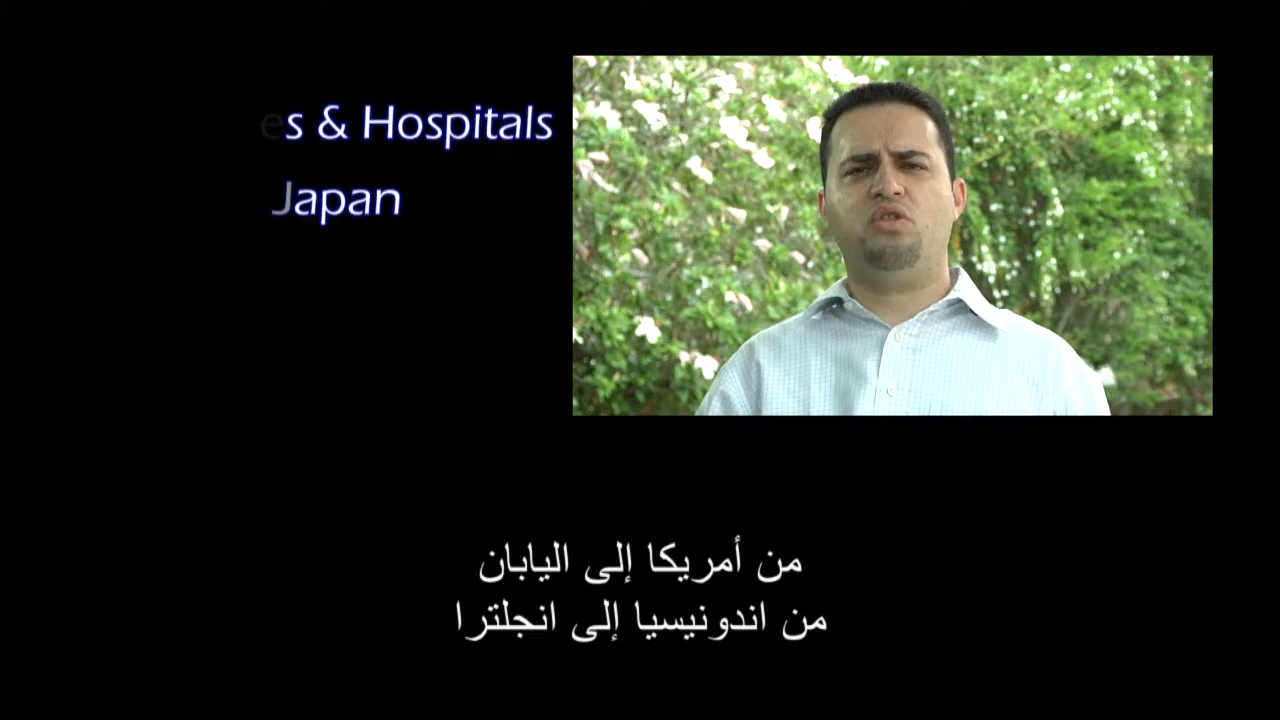 s & Hospitals
Japan
من أمريكا إلى اليابان
من اندونيسيا إلى انجلترا